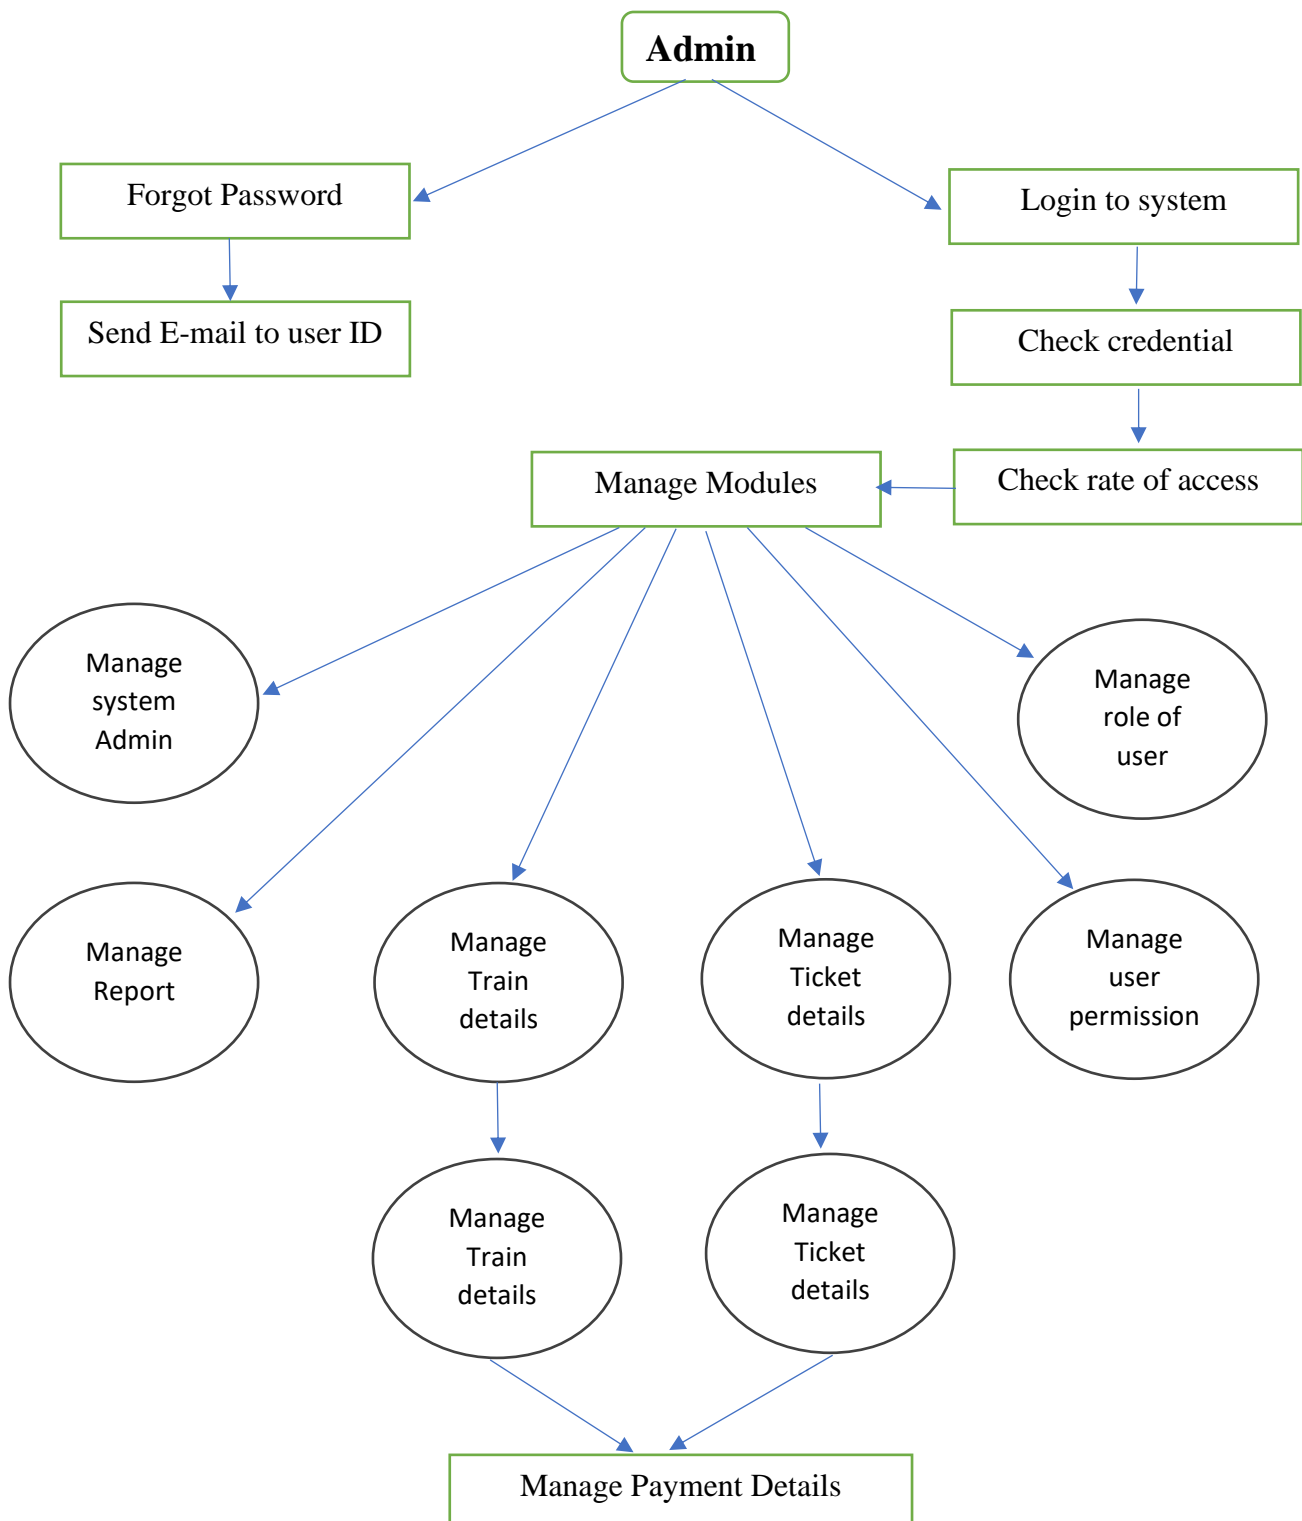 Admin
Forgot Password
Login to system
Send E-mail to user ID
Check credential
Manage Modules
Check rate of access
Manage
system
Admin
Manage
role of
user
Manage
Report
Manage
Train
details
Manage
Ticket
details
Manage
user
permission
Manage
Train
details
Manage
Ticket
details
Manage Payment Details